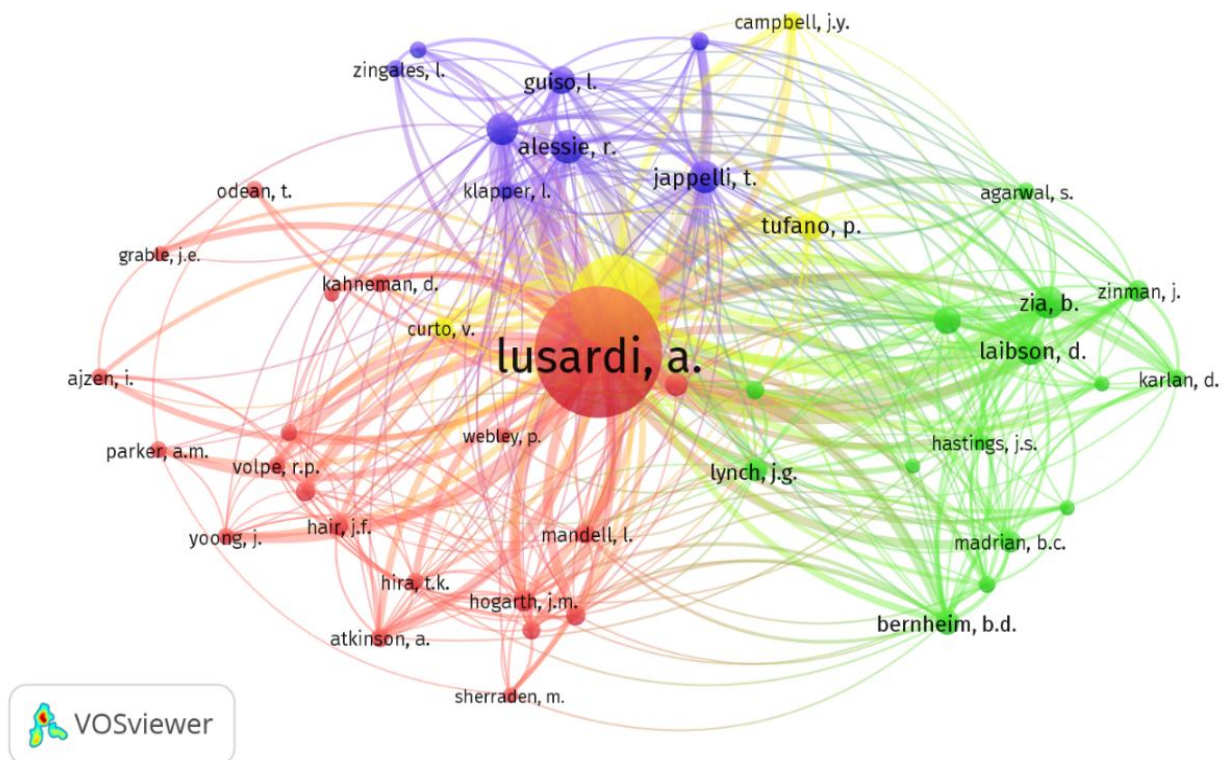 campbell, j.y.
zingales, l.
guiso, l.
alessie, r.
klapper, l.
jappelli, t.
odean, t.
agarwal, s.
tufano, p.
grable, j.e.
kahneman, d.
zia, b.
zinman, j.
curto, v.
lusardi, a.
laibson, d.
ajzen, i.
karlan, d.
webley, p.
hastings, j.s.
parker, a.m.
volpe, r.p.
lynch, j.g.
hair, j.f.
yoong, j.
mandell, l.
madrian, b.c.
hira, t.k.
hogarth, j.m.
bernheim, b.d.
atkinson, a.
sherraden, m.
VOSviewer